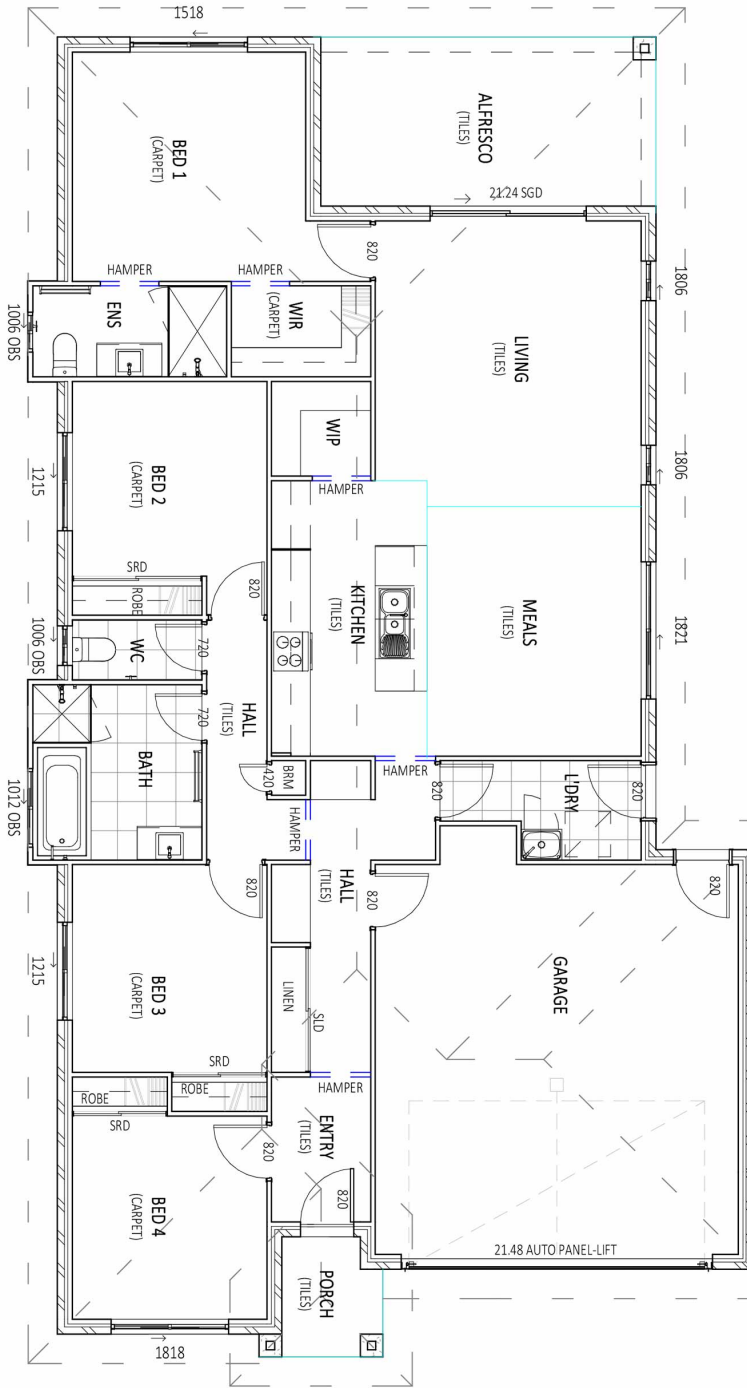 1518
ALFRESCO
(TILES)
BED 1
(CARPET)
21.24 SGD
820
HAMPER
HAMPER
1806
ENS
WIR
(CARPET)
1006 OBS
LIVING
(TILES)
WIP
1806
BED 2
(CARPET)
1215
HAMPER
SRD
820
ROBE
KITCHEN
(TILES)
MEALS
(TILES)
1821
WC
720
1006 OBS
HALL
(TILES)
720
BATH
HAMPER
BRM
420
820
L'DRY
820
1012 OBS
HAMPER
820
HALL
(TILES)
820
820
GARAGE
BED 3
(CARPET)
1215
LINEN
SLD
SRD
ROBE
HAMPER
ROBE
SRD
ENTRY
(TILES)
820
BED 4
(CARPET)
820
21.48 AUTO PANEL-LIFT
PORCH
(TILES)
1818